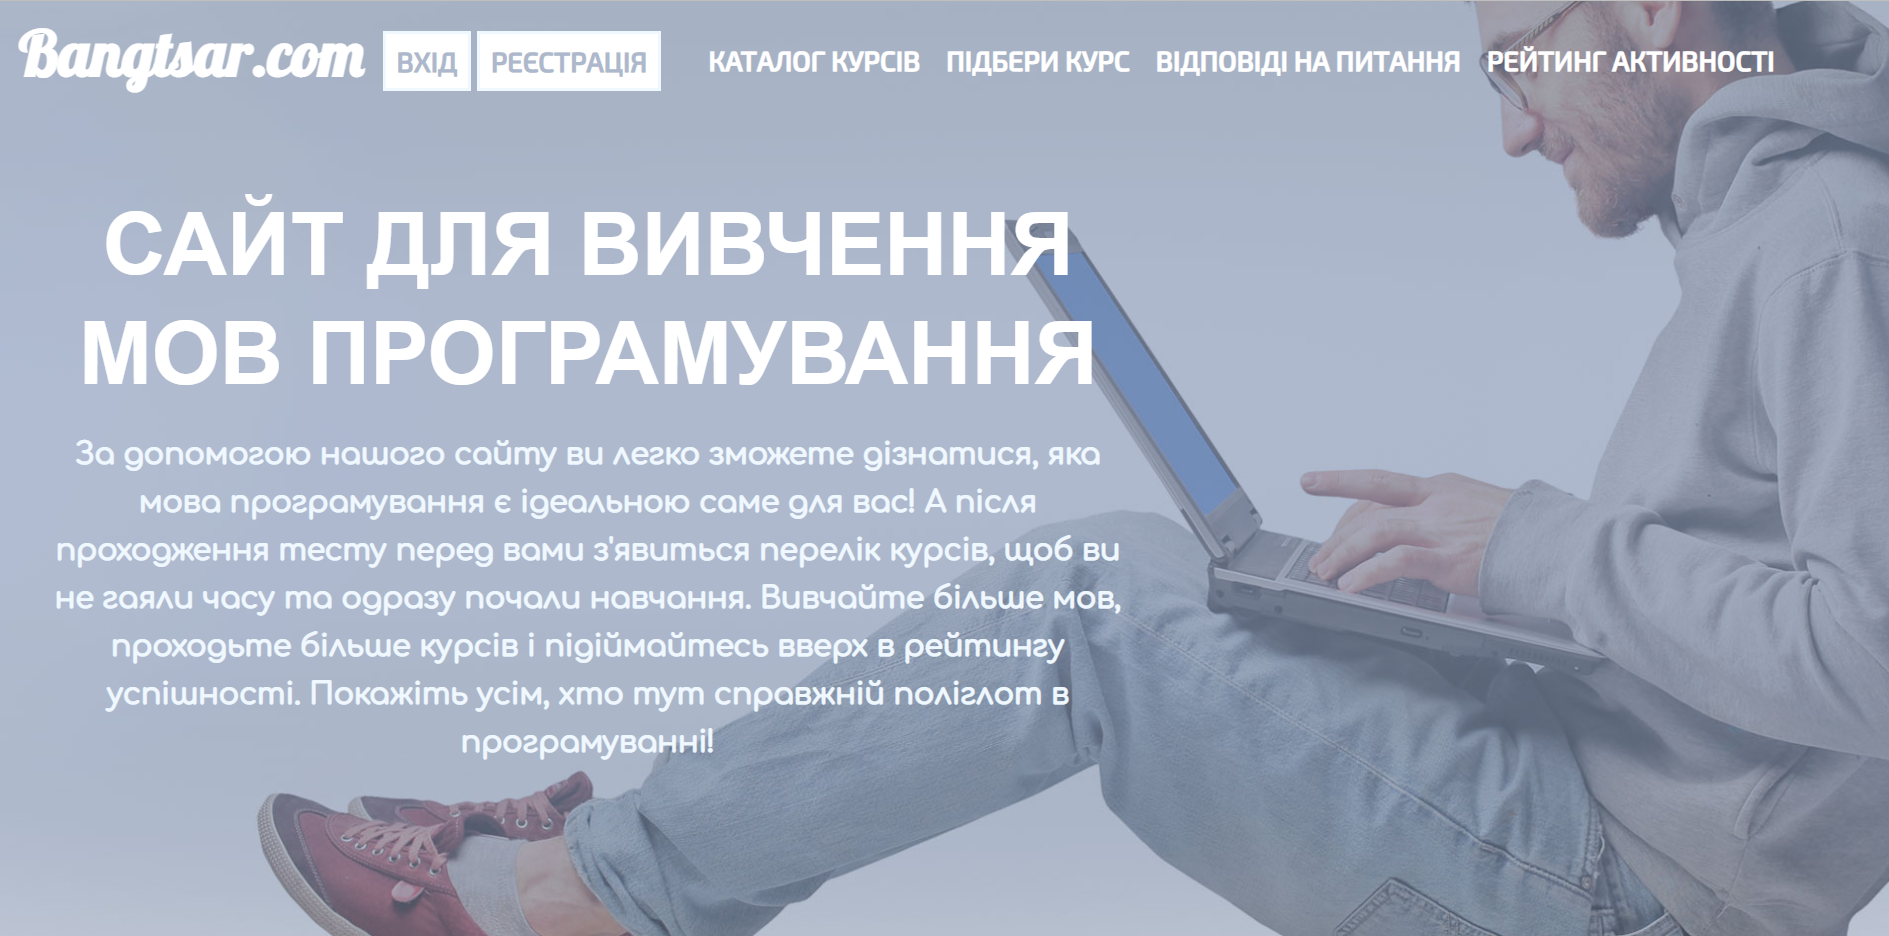 Bangtsar.com ВХІД РЕЄСТРАЦІЯ КАТАЛОГ КУРСІВ ПІДБЕРИ КУРС ВІДПОВІДІ НА ПИТАННЯ РЕЙТИНГ АКТИВНОСТІ
САЙТ ДЛЯ ВИВЧЕННЯ
МОВ ПРОГРАМУВАННЯ
За допомогою нашого сайту ви легко зможете дізнатися, яка
мова програмування є ідеальною саме для вас! А після
проходження тесту перед вами з'явиться перелік курсів, щоб ви
не гаяли часу та одразу почали навчання. Вивчайте більше мов,
проходьте більше курсів і підіймайтесь вверх в рейтингу
успішності. Покажіть усім, хто тут справжній поліглот в
програмуванні!